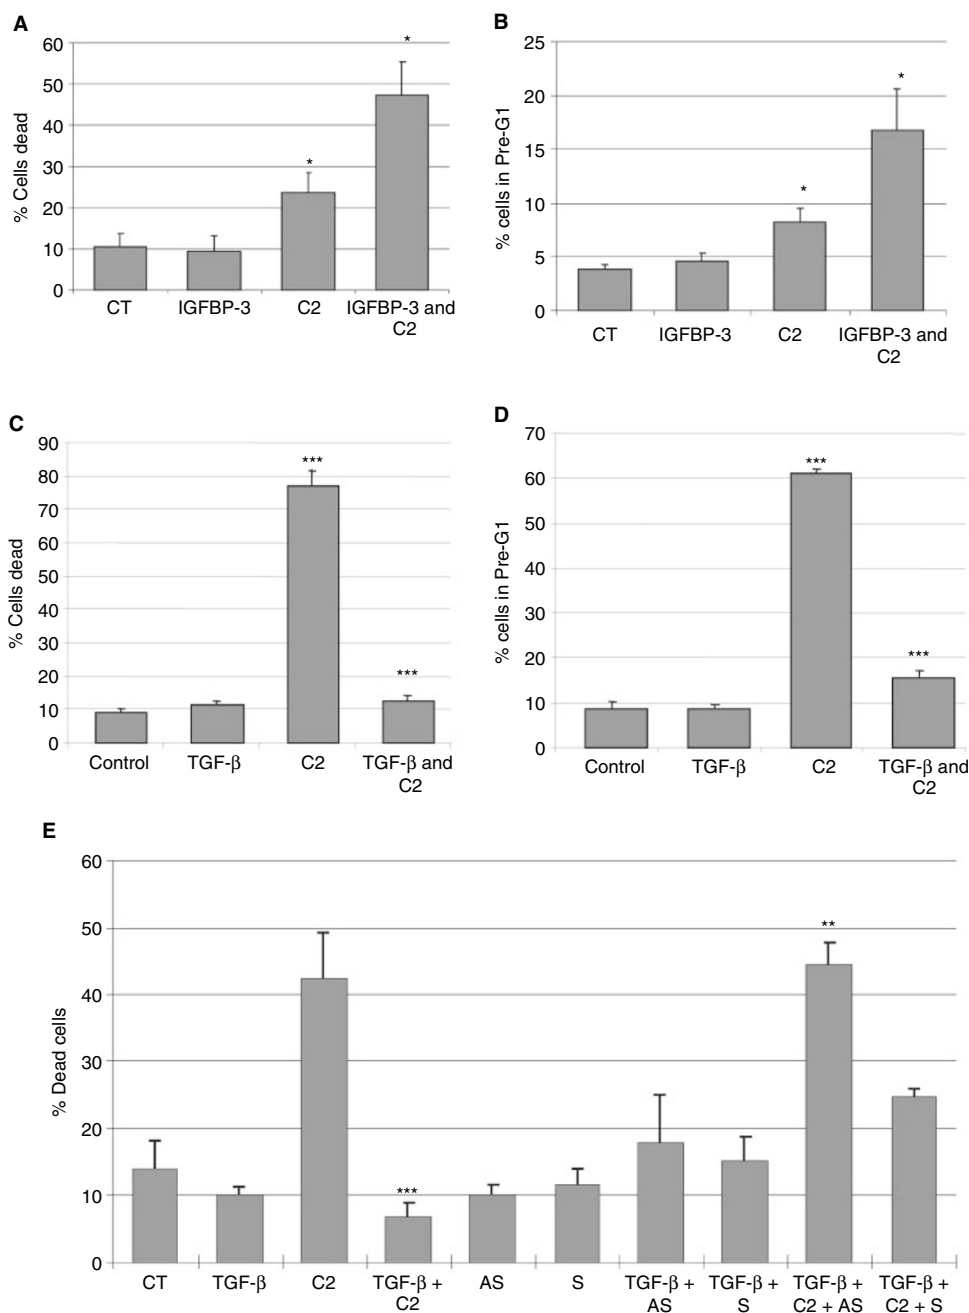 A
% Cells dead
60
50
40
30
20
10
0
*
*
CT
IGFBP-3
C2
IGFBP-3 and
C2
B
% cells in Pre-G1
25
20
15
10
5
0
*
*
CT
IGFBP-3
C2
IGFBP-3 and
C2
C
% Cells dead
90
80
70
60
50
40
30
20
10
0
***
***
Control
TGF-β
C2
TGF-β and
C2
D
% cells in Pre-G1
70
60
50
40
30
20
10
0
***
***
Control
TGF-β
C2
TGF-β and
C2
E
% Dead cells
60
50
40
30
20
10
0
***
**
CT
TGF-β
C2
TGF-β +
C2
AS
S
TGF-β +
AS
TGF-β +
S
TGF-β +
C2 + AS
TGF-β +
C2 + S